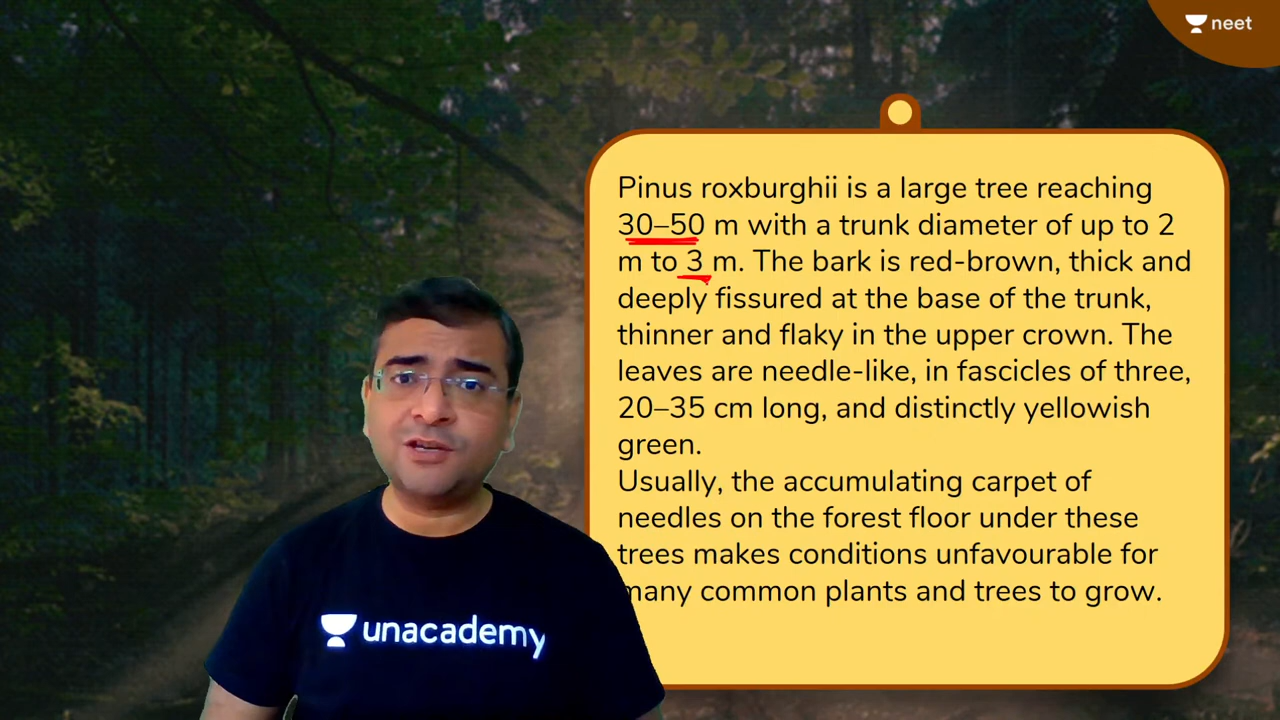 neet
Pinus roxburghii is a large tree reaching
30–50 m with a trunk diameter of up to 2
m to 3 m. The bark is red-brown, thick and
deeply fissured at the base of the trunk,
thinner and flaky in the upper crown. The
leaves are needle-like, in fascicles of three,
20–35 cm long, and distinctly yellowish
green.
Usually, the accumulating carpet of
needles on the forest floor under these
trees makes conditions unfavourable for
many common plants and trees to grow.
unacademy